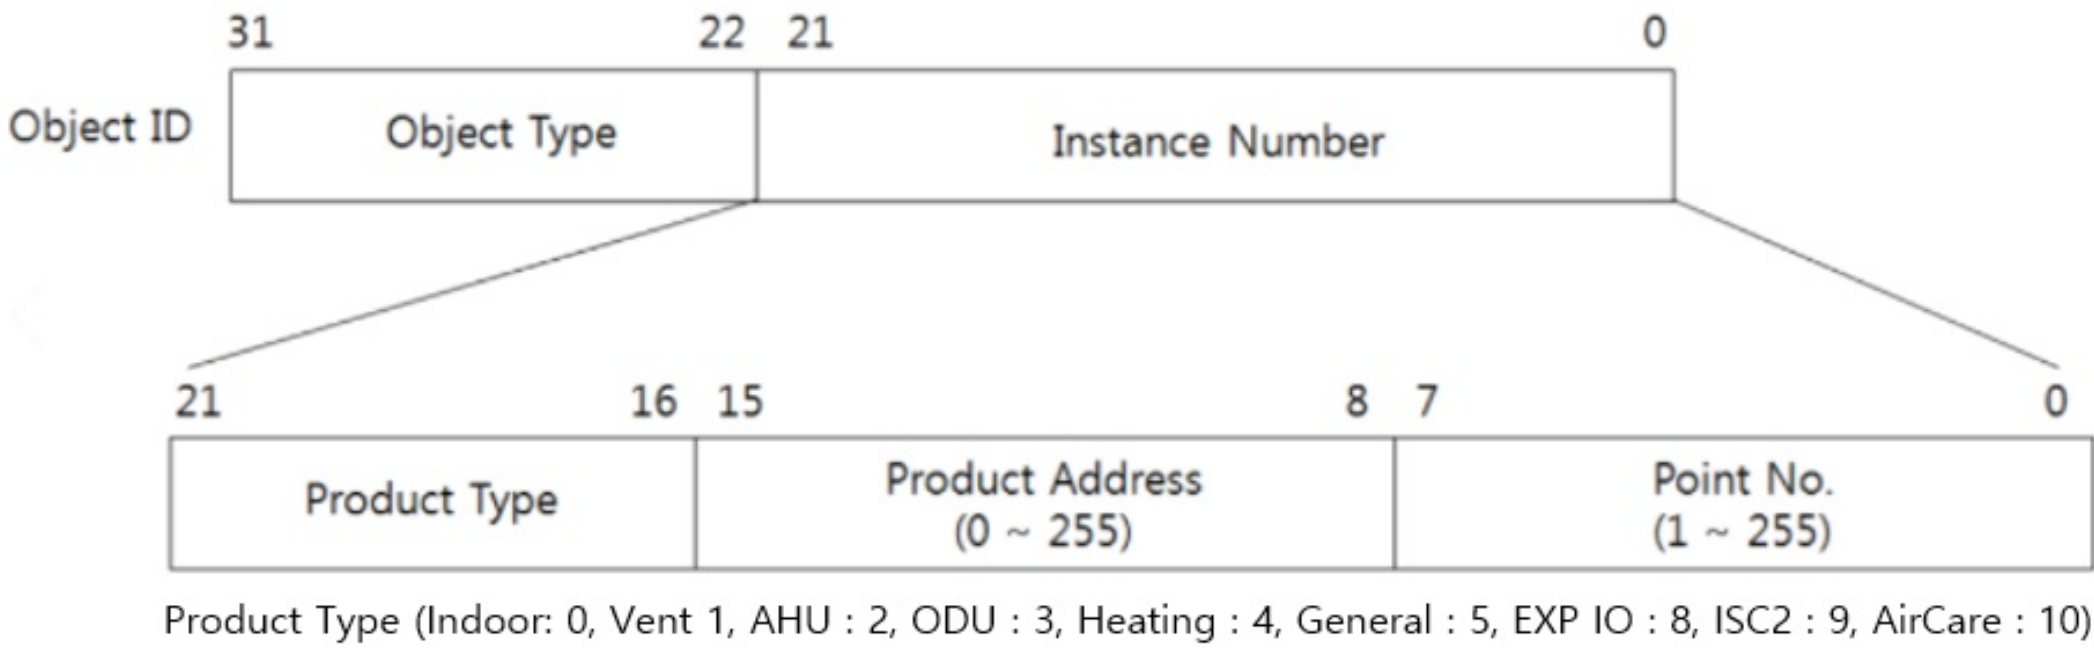 31 22 21 0
Object ID
Object Type
Instance Number
21 16 15 8 7 0
Product Type
Product Address
(0 ~ 255)
Point No.
(1 ~ 255)
Product Type (Indoor: 0, Vent 1, AHU : 2, ODU : 3, Heating : 4, General : 5, EXP IO : 8, ISC2 : 9, AirCare : 10)